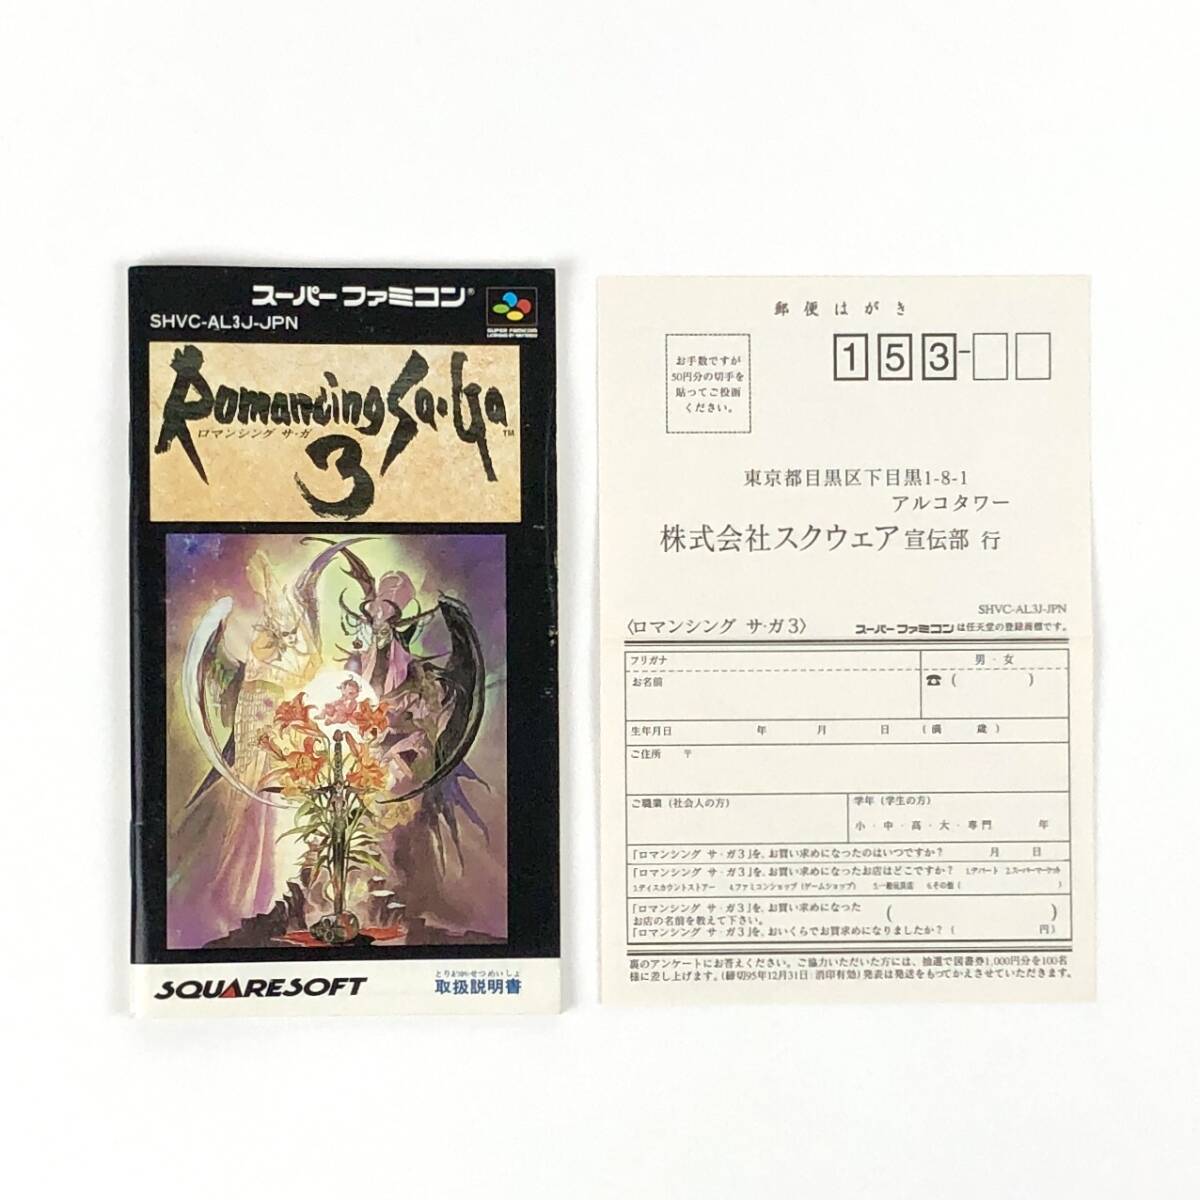 スーパーファミコン®
SHVC-AL3J-JPN
SUPER FAMICOM
LICENSED BY NINTENDO
Romancing Sa・Ga
ロマンシング サ・ガ
TM
3
SQUARESOFT
とりあつかいせつめいしょ
取扱説明書
郵便はがき
お手数ですが
50円分の切手を
貼ってご投函
ください。
153-
東京都目黒区下目黒1-8-1
アルコタワー
株式会社スクウェア 宣伝部 行
SHVC-AL3J-JPN
〈ロマンシング サ・ガ3〉
スーパーファミコンは任天堂の登録商標です。
フリガナ
男・女
お名前
☎ ( )
生年月日 年 月 日 (満 歳)
ご住所 〒
ご職業 (社会人の方)
学年 (学生の方)
小・中・高・大・専門 年
「ロマンシング サ・ガ3」を、お買い求めになったのはいつですか? 月 日
「ロマンシング サ・ガ3」を、お買い求めになったお店はどこですか? 1.デパート 2.スーパーマーケット
3.ディスカウントストアー 4.ファミコンショップ (ゲームショップ) 5.一般玩具店 6.その他 ( )
「ロマンシング サ・ガ3」を、お買い求めになった
お店の名前を教えて下さい。 ( )
「ロマンシング サ・ガ3」を、おいくらでお買求めになりましたか? ( 円)
裏のアンケートにお答えください。ご協力いただいた方には、抽選で図書券1,000円分を100名
様に差し上げます。(締切95年12月31日:消印有効) 発表は発送をもってかえさせていただきます。